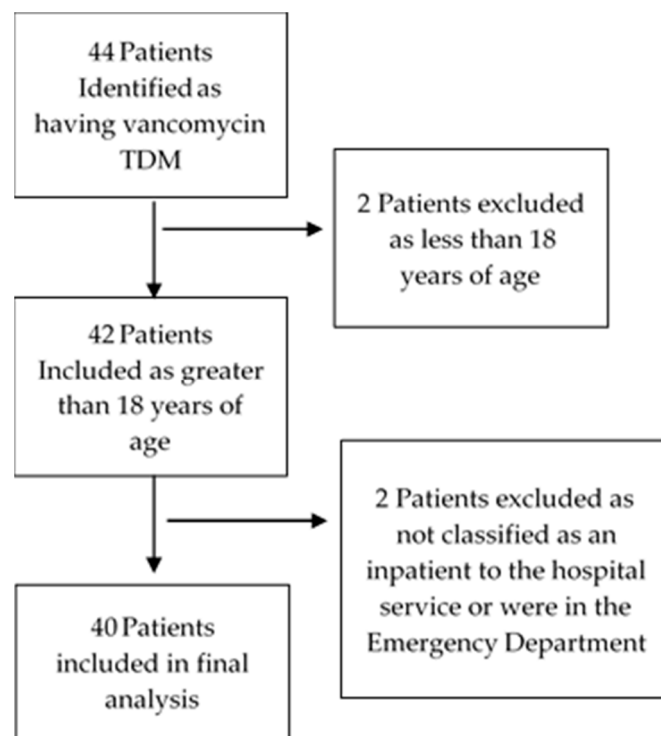 44 Patients
Identified as
having vancomycin
TDM
2 Patients excluded
as less than 18
years of age
42 Patients
Included as greater
than 18 years of
age
2 Patients excluded as
not classified as an
inpatient to the hospital
service or were in the
Emergency Department
40 Patients
included in final
analysis